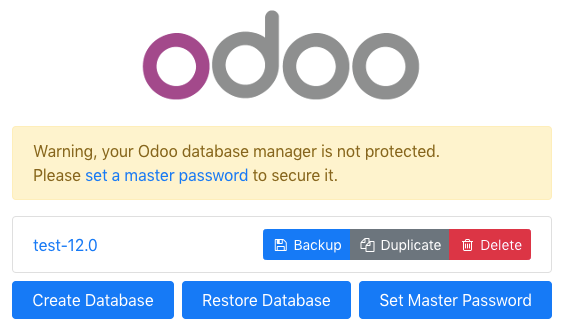 odoo
Warning, your Odoo database manager is not protected.
Please set a master password to secure it.
test-12.0 Backup Duplicate Delete
Create Database Restore Database Set Master Password